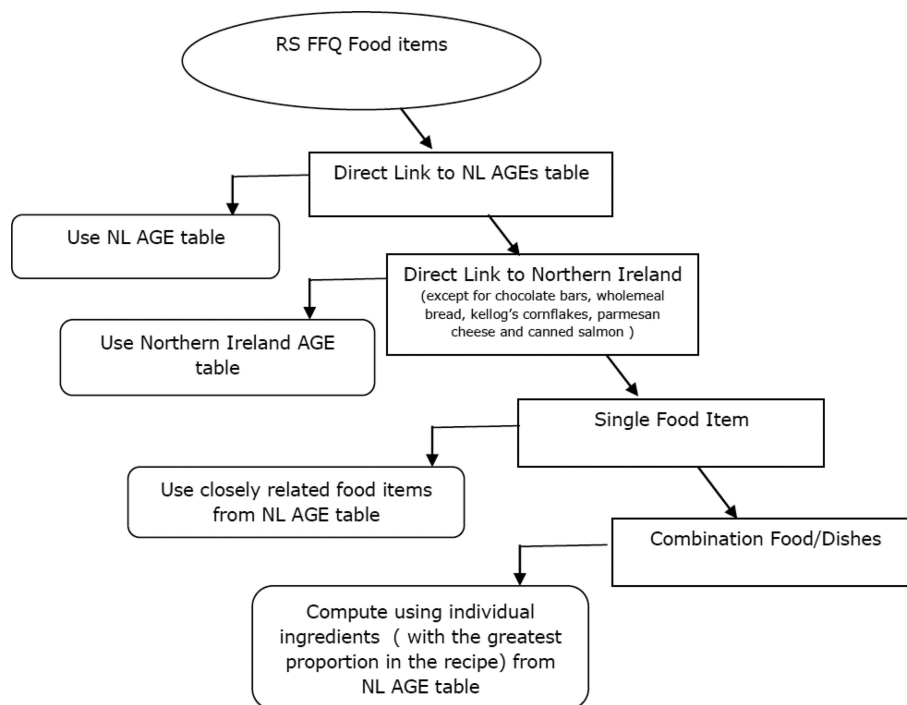 RS FFQ Food items
Direct Link to NL AGEs table
Use NL AGE table
Direct Link to Northern Ireland
(except for chocolate bars, wholemeal
bread, kellog's cornflakes, parmesan
cheese and canned salmon )
Use Northern Ireland AGE
table
Single Food Item
Use closely related food items
from NL AGE table
Combination Food/Dishes
Compute using individual
ingredients ( with the greatest
proportion in the recipe) from
NL AGE table